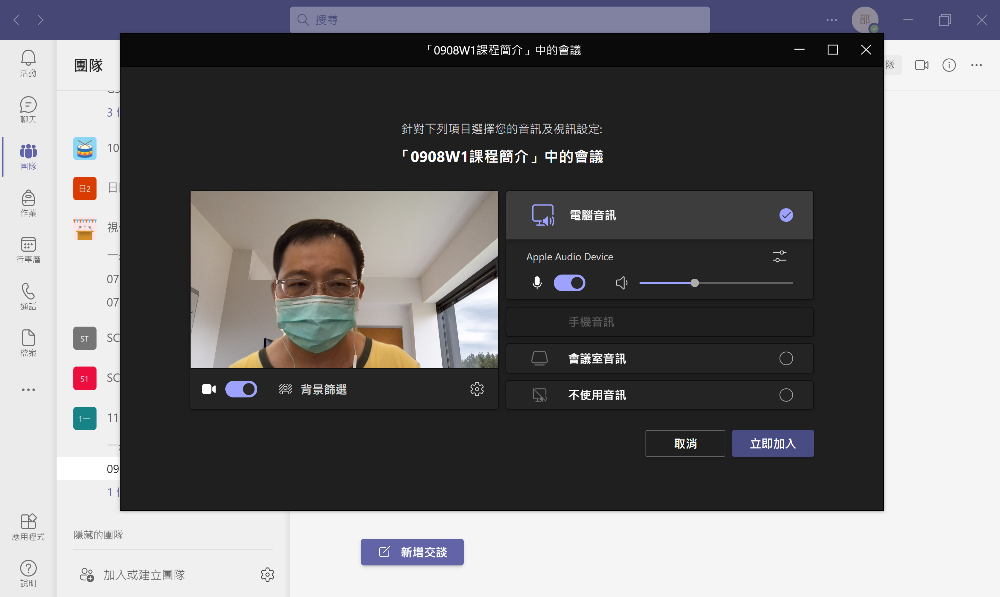 搜尋
邵
「0908W1課程簡介」中的會議
活動
聊天
團隊
作業
行事曆
通話
檔案
應用程式
說明
團隊
3
10
日2
日
視
一
07
07
ST
SC
S1
SC
1一
11
一
09
1
隱藏的團隊
加入或建立團隊
隊
針對下列項目選擇您的音訊及視訊設定:
「0908W1課程簡介」中的會議
背景篩選
電腦音訊
Apple Audio Device
手機音訊
會議室音訊
不使用音訊
取消
立即加入
新增交談